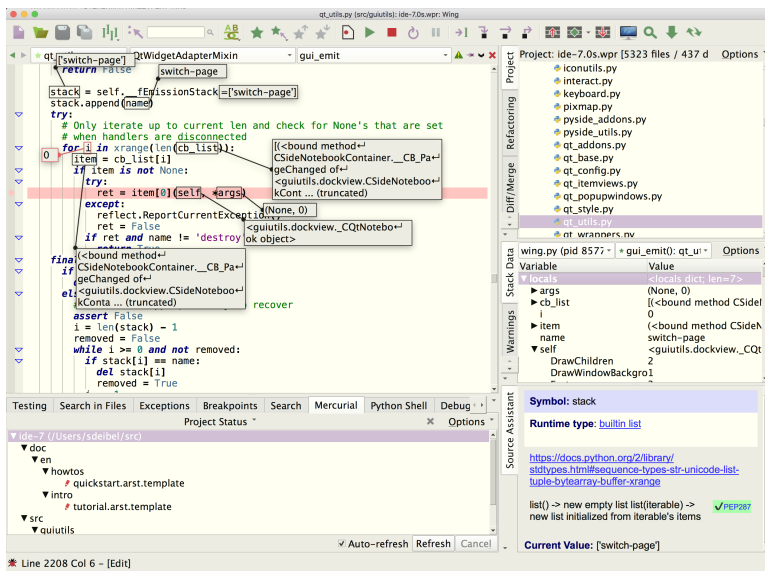 qt_utils.py (src/guiutils): ide-7.0s.wpr: Wing
QtWidgetAdapterMixin
gui_emit
['switch-page']
return False
switch-page
stack = self.__fEmissionStack =['switch-page']
stack.append(name)
try:
# Only iterate up to current len and check for None's that are set
# when handlers are disconnected
for i in xrange(len(cb_list)):
0
item = cb_list[i]
if item is not None:
try:
ret = item[0](self, *args)
except:
reflect.ReportCurrentException()
ret = False
if ret and name != 'destroy
[(<bound method↵
CSideNotebookContainer.__CB_Pa↵
geChanged of↵
<guiutils.dockview.CSideNoteboo↵
kCont ... (truncated)
(None, 0)
<guiutils.dockview._CQtNotebo↵
ok object>
(<bound method↵
CSideNotebookContainer.__CB_Pa↵
geChanged of↵
<guiutils.dockview.CSideNoteboo↵
kConta ... (truncated)
fina
if
els
to recover
assert False
i = len(stack) - 1
removed = False
while i >= 0 and not removed:
if stack[i] == name:
del stack[i]
removed = True
Testing Search in Files Exceptions Breakpoints Search Mercurial Python Shell Debug
Project Status
Options
ide-7 (/Users/sdeibel/src)
doc
en
howtos
quickstart.arst.template
intro
tutorial.arst.template
src
guiutils
Auto-refresh Refresh Cancel
Line 2208 Col 6 - [Edit]
Project
Refactoring
Diff/Merge
Project: ide-7.0s.wpr [5323 files / 437 d Options
iconutils.py
interact.py
keyboard.py
pixmap.py
pyside_addons.py
pyside_utils.py
qt_addons.py
qt_base.py
qt_config.py
qt_itemviews.py
qt_popupwindows.py
qt_style.py
qt_utils.py
qt_wrappers.py
Stack Data
Warnings
wing.py (pid 8577 gui_emit(): qt_u Options
Variable Value
locals <locals dict; len=7>
args (None, 0)
cb_list [(<bound method CSideN
i 0
item (<bound method CSideN
name switch-page
self <guiutils.dockview._CQt
DrawChildren 2
DrawWindowBackgro 1
Source Assistant
Symbol: stack
Runtime type: builtin list
https://docs.python.org/2/library/
stdtypes.html#sequence-types-str-unicode-list-
tuple-bytearray-buffer-xrange
list() -> new empty list list(iterable) ->
new list initialized from iterable's items
✓PEP287
Current Value: ['switch-page']